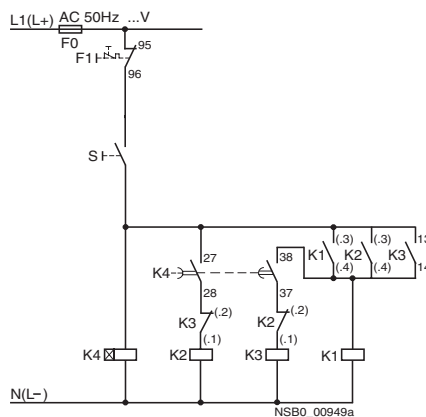 L1(L+) AC 50Hz ...V
F0
95
F1
96
S
27 38 K1 (.3) K2 (.3) K3 13
K4 (.4) (.4) 14
28 37
K3 (.2) K2 (.2)
(.1) (.1)
K4 K2 K3 K1
N(L–)
NSB0_00949a